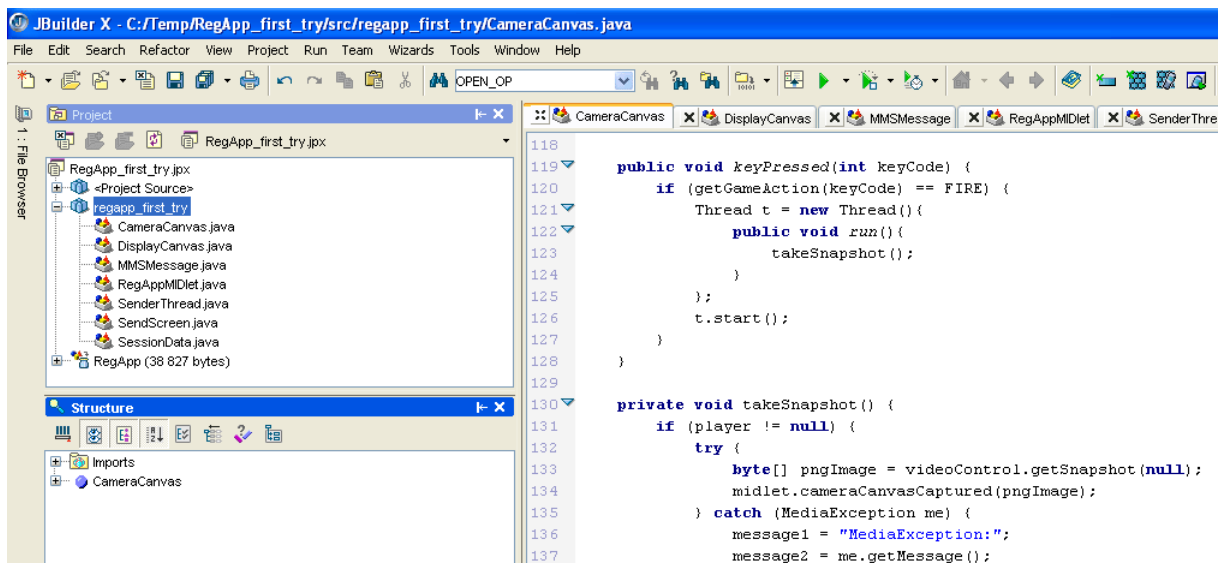 JBuilder X - C:/Temp/RegApp_first_try/src/regapp_first_try/CameraCanvas.java
File Edit Search Refactor View Project Run Team Wizards Tools Window Help
OPEN_OP
1 : File Browser
Project
RegApp_first_try.jpx
RegApp_first_try.jpx
<Project Source>
regapp_first_try
CameraCanvas.java
DisplayCanvas.java
MMSMessage.java
RegAppMIDlet.java
SenderThread.java
SendScreen.java
SessionData.java
RegApp (38 827 bytes)
Structure
Imports
CameraCanvas
CameraCanvas DisplayCanvas MMSMessage RegAppMIDlet SenderThre
118
119 public void keyPressed(int keyCode) {
120 if (getGameAction(keyCode) == FIRE) {
121 Thread t = new Thread(){
122 public void run(){
123 takeSnapshot();
124 }
125 };
126 t.start();
127 }
128 }
129
130 private void takeSnapshot() {
131 if (player != null) {
132 try {
133 byte[] pngImage = videoControl.getSnapshot(null);
134 midlet.cameraCanvasCaptured(pngImage);
135 } catch (MediaException me) {
136 message1 = "MediaException:";
137 message2 = me.getMessage();